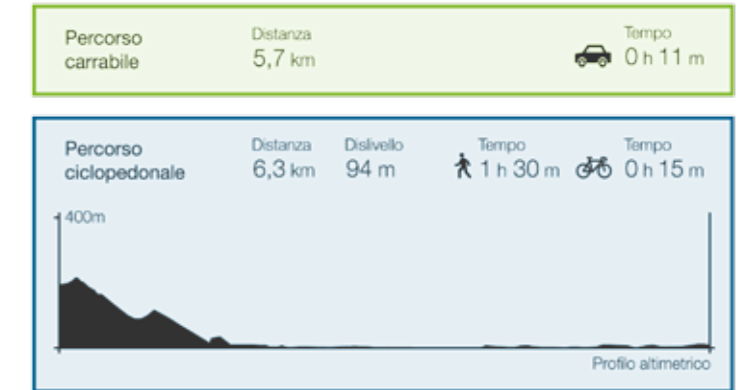 Percorso carrabile
Distanza
5,7 km
Tempo
0 h 11 m
Percorso ciclopedonale
Distanza
6,3 km
Dislivello
94 m
Tempo
1 h 30 m
Tempo
0 h 15 m
400m
Profilo altimetrico